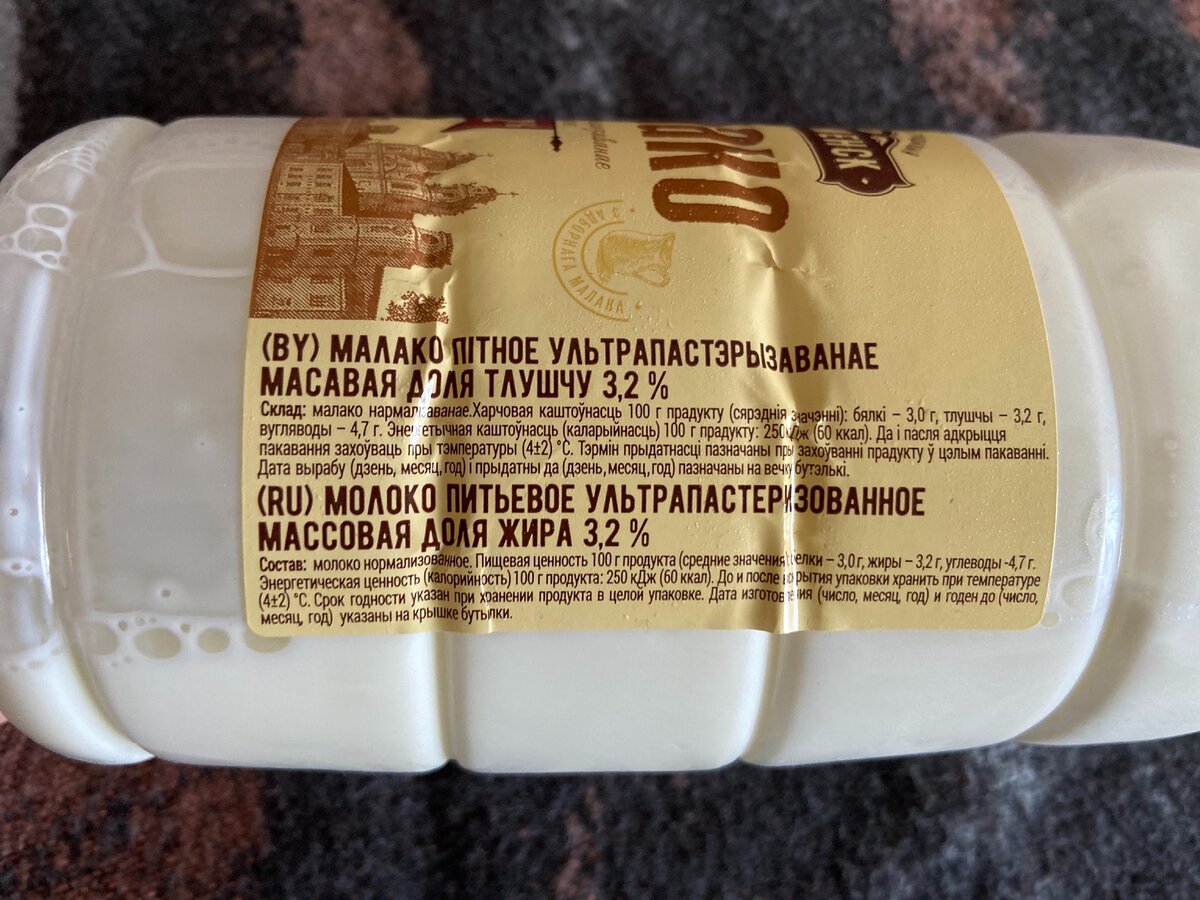 З АДБОРНАГА МАЛАКА
(BY) МАЛАКО ПІТНОЕ УЛЬТРАПАСТЭРЫЗАВАНАЕ
МАСАВАЯ ДОЛЯ ТЛУШЧУ 3,2 %
Склад: малако нармалізаванае.Харчовая каштоўнасць 100 г прадукту (сярэднія значэнні): бялкі – 3,0 г, тлушчы – 3,2 г,
вугляводы – 4,7 г. Энергетычная каштоўнасць (каларыйнасць) 100 г прадукту: 250 кДж (60 ккал). Да і пасля адкрыцця
пакавання захоўваць пры тэмпературы (4±2) °С. Тэрмін прыдатнасці пазначаны пры захоўванні прадукту ў цэлым пакаванні.
Дата вырабу (дзень, месяц, год) і прыдатны да (дзень, месяц, год) пазначаны на вечку бутэлькі.
(RU) МОЛОКО ПИТЬЕВОЕ УЛЬТРАПАСТЕРИЗОВАННОЕ
МАССОВАЯ ДОЛЯ ЖИРА 3,2 %
Состав: молоко нормализованное. Пищевая ценность 100 г продукта (средние значения): белки – 3,0 г, жиры – 3,2 г, углеводы -4,7 г.
Энергетическая ценность (калорийность) 100 г продукта: 250 кДж (60 ккал). До и после вскрытия упаковки хранить при температуре
(4±2) °С. Срок годности указан при хранении продукта в целой упаковке. Дата изготовления (число, месяц, год) и годен до (число,
месяц, год) указаны на крышке бутылки.